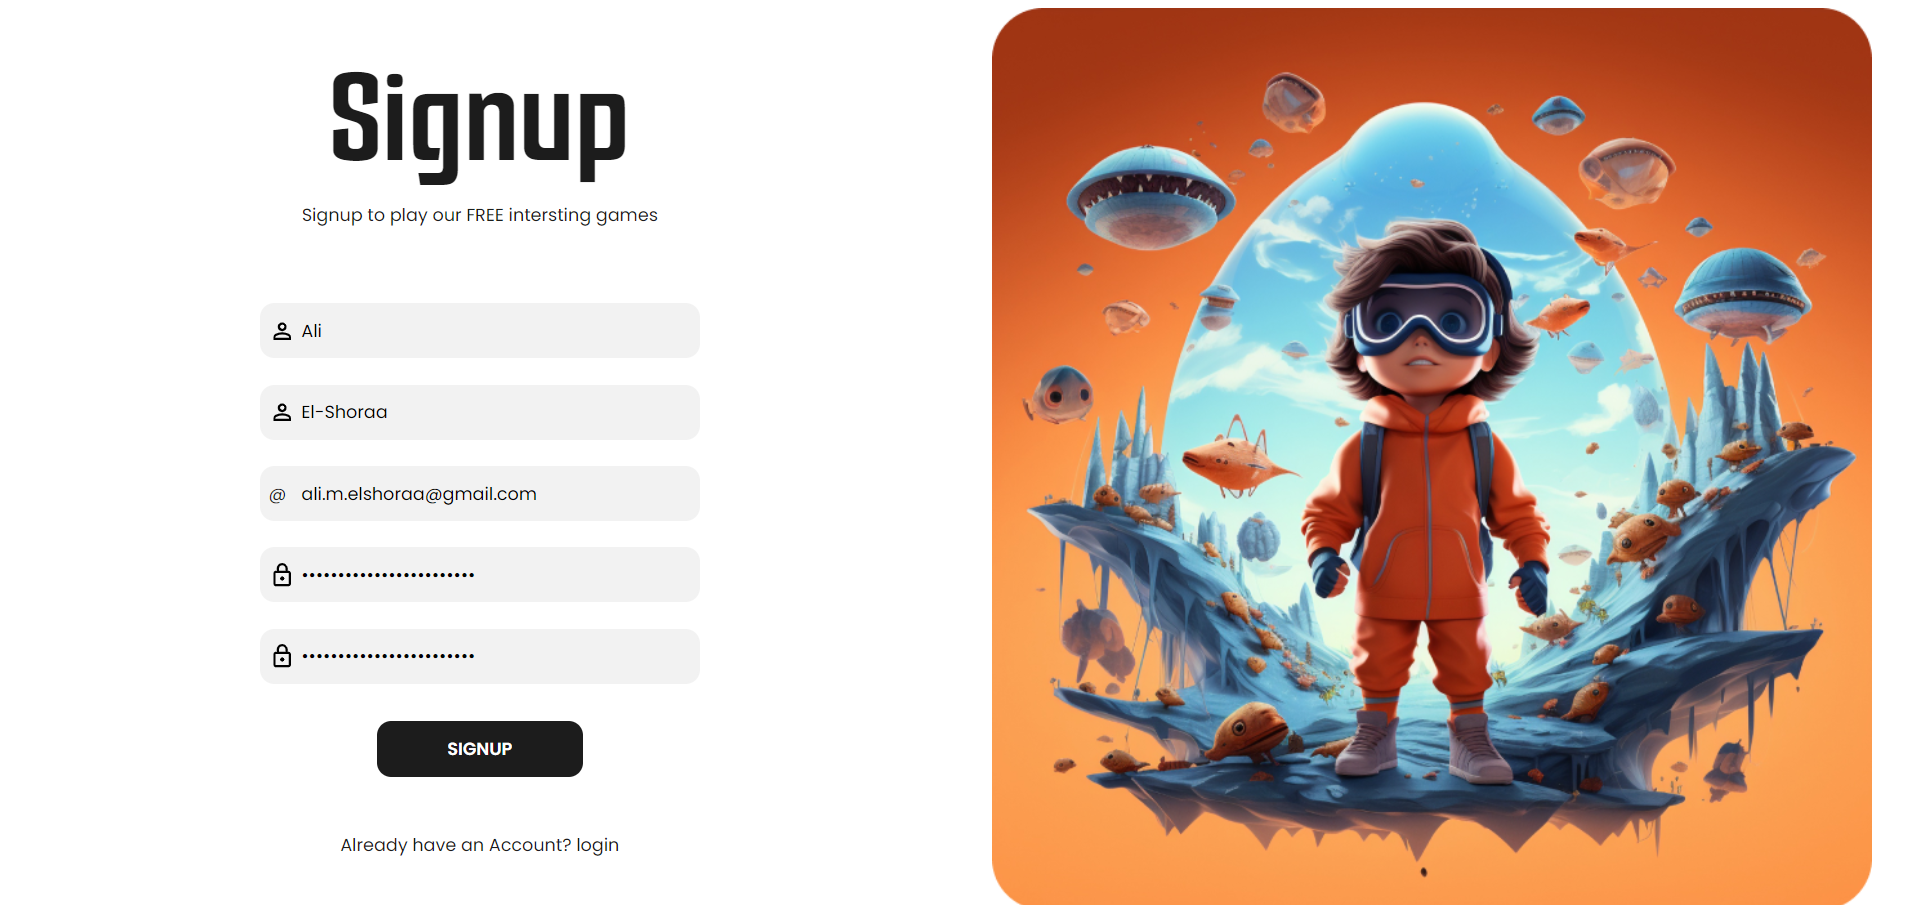 Signup
Signup to play our FREE intersting games
Ali
El-Shoraa
@ ali.m.elshoraa@gmail.com
••••••••••••••••••••••••
••••••••••••••••••••••••
SIGNUP
Already have an Account? login